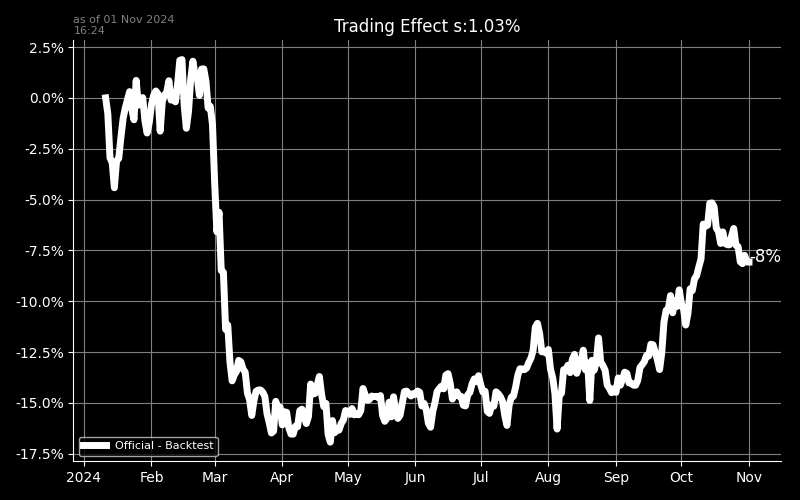 as of 01 Nov 2024
16:24
Trading Effect s:1.03%
2.5%
0.0%
-2.5%
-5.0%
-7.5%
-10.0%
-12.5%
-15.0%
-17.5%
-8%
Official - Backtest
2024 Feb Mar Apr May Jun Jul Aug Sep Oct Nov